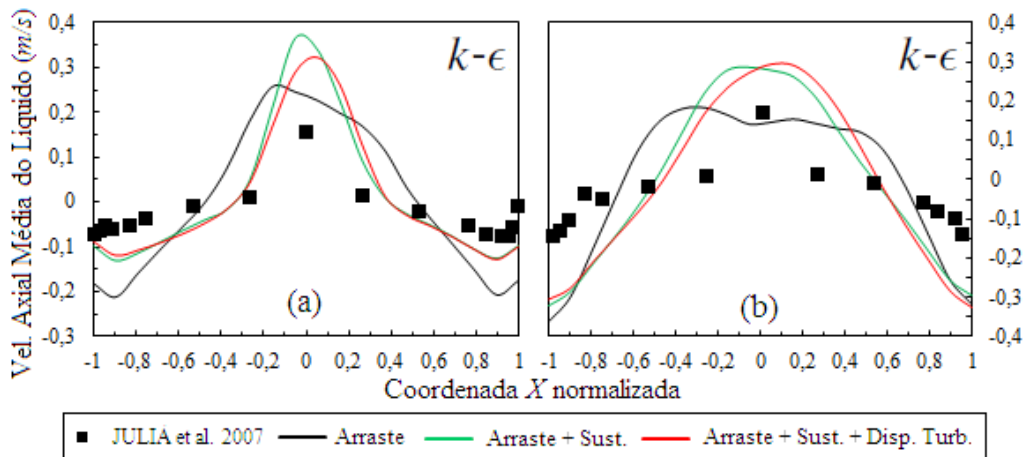 Vel. Axial Média do Líquido (m/s)
0,4
0,3
0,2
0,1
0
-0,1
-0,2
-0,3
k-ϵ
(a)
-1 -0,8 -0,6 -0,4 -0,2 0 0,2 0,4 0,6 0,8 1
k-ϵ
(b)
-1 -0,8 -0,6 -0,4 -0,2 0 0,2 0,4 0,6 0,8 1
0,4
0,3
0,2
0,1
0
-0,1
-0,2
-0,3
-0,4
Coordenada X normalizada
JULIA et al. 2007 Arraste Arraste + Sust. Arraste + Sust. + Disp. Turb.